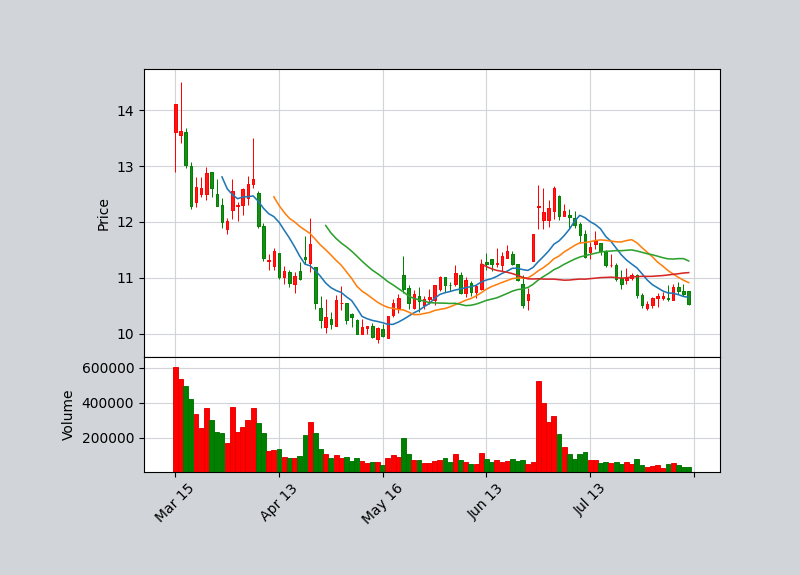 Price
14
13
12
11
10
Volume
600000
400000
200000
Mar 15
Apr 13
May 16
Jun 13
Jul 13